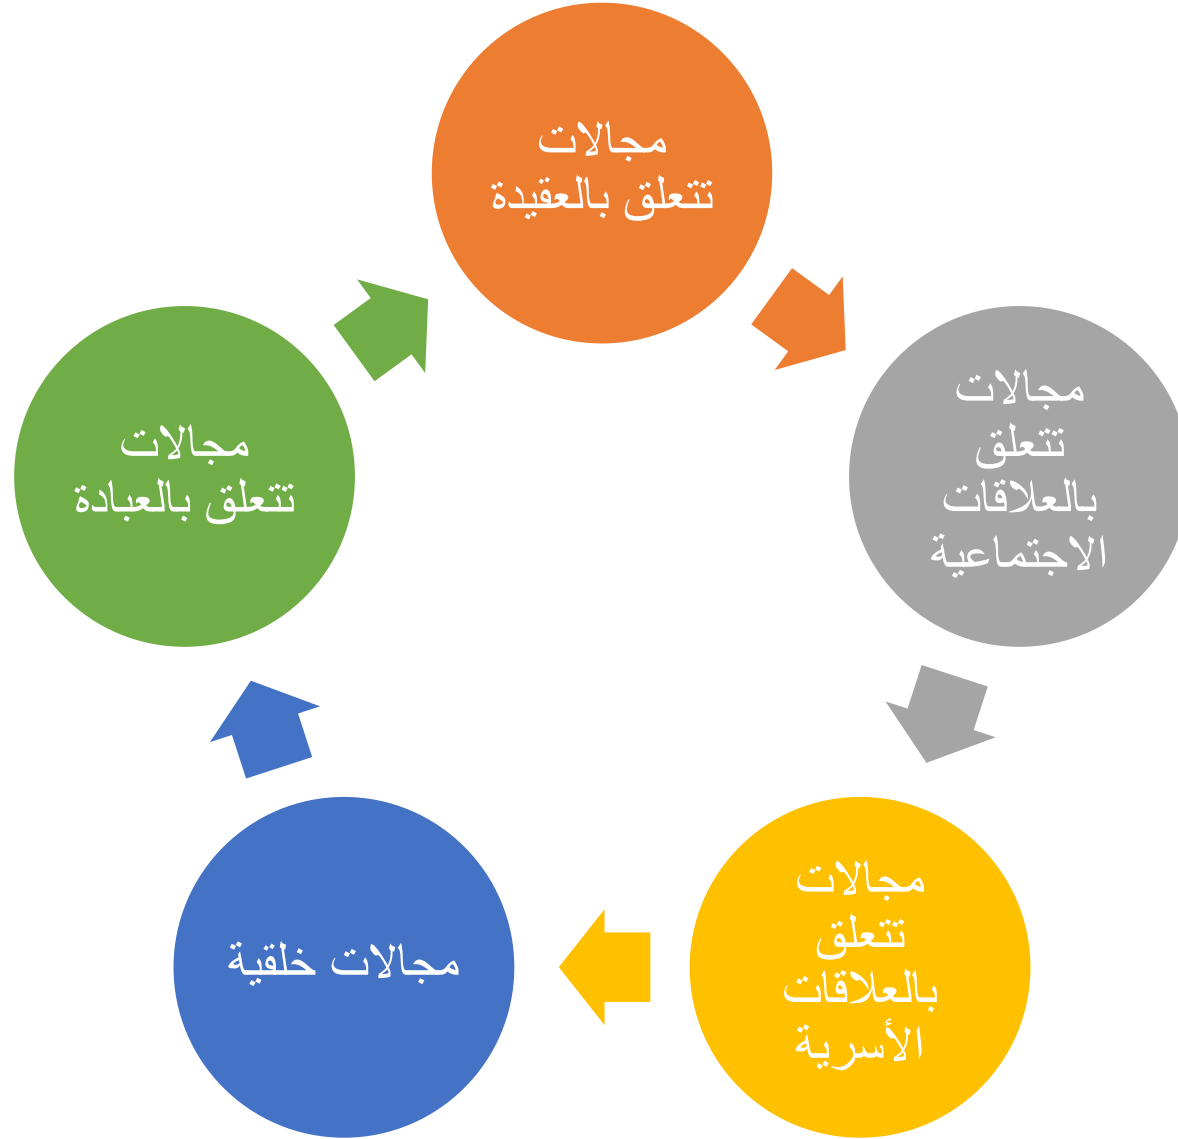 مجالات
تتعلق بالعقيدة
مجالات
تتعلق
بالعلاقات
الاجتماعية
مجالات
تتعلق
بالعلاقات
الأسرية
مجالات خلقية
مجالات
تتعلق بالعبادة